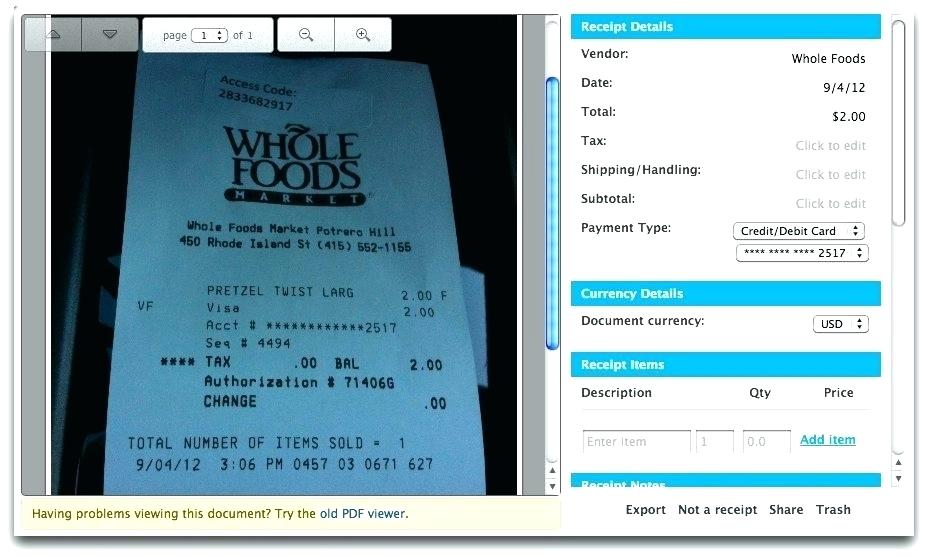 page 1 of 1
Access Code:
2833682917
WHOLE
FOODS
MARKET
Whole Foods Market Potrero Hill
450 Rhode Island St (415) 552-1155
PRETZEL TWIST LARG 2.00 F
VF Visa 2.00
Acct # ************2517
Seq # 4494
**** TAX .00 BAL 2.00
Authorization # 71406G
CHANGE .00
TOTAL NUMBER OF ITEMS SOLD = 1
9/04/12 3:06 PM 0457 03 0671 627
Having problems viewing this document? Try the old PDF viewer.
Receipt Details
Vendor: Whole Foods
Date: 9/4/12
Total: $2.00
Tax: Click to edit
Shipping/Handling: Click to edit
Subtotal: Click to edit
Payment Type: Credit/Debit Card
**** **** **** 2517
Currency Details
Document currency: USD
Receipt Items
Description Qty Price
Enter item 1 0.0 Add item
Receipt Notes
Export Not a receipt Share Trash